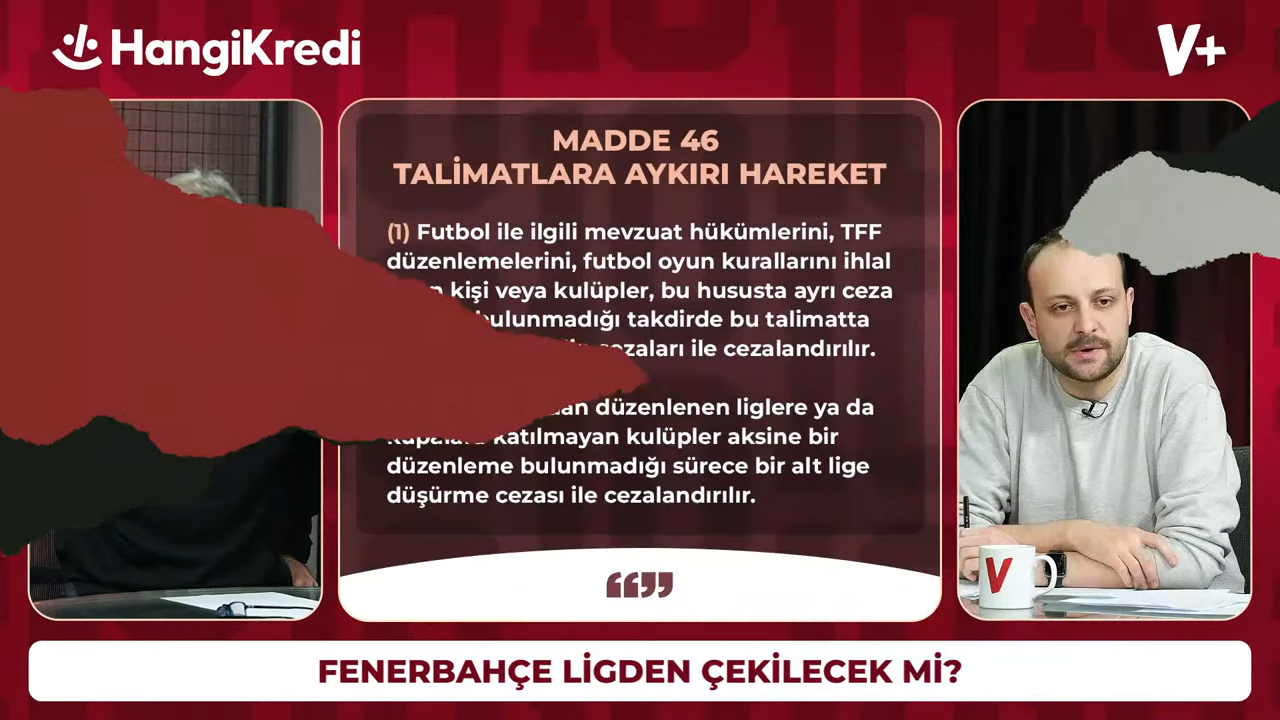 HangiKredi
V+
MADDE 46
TALİMATLARA AYKIRI HAREKET
(1) Futbol ile ilgili mevzuat hükümlerini, TFF
düzenlemelerini, futbol oyun kurallarını ihlal
kişi veya kulüpler, bu hususta ayrı ceza
bulunmadığı takdirde bu talimatta
cezaları ile cezalandırılır.
düzenlenen liglere ya da
katılmayan kulüpler aksine bir
düzenleme bulunmadığı sürece bir alt lige
düşürme cezası ile cezalandırılır.
V
FENERBAHÇE LİGDEN ÇEKİLECEK Mİ?